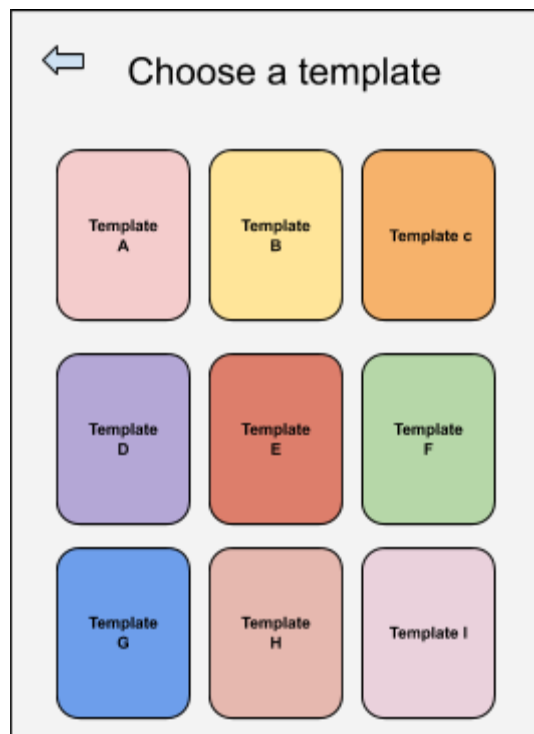 Choose a template
Template
A
Template
B
Template c
Template
D
Template
E
Template
F
Template
G
Template
H
Template I